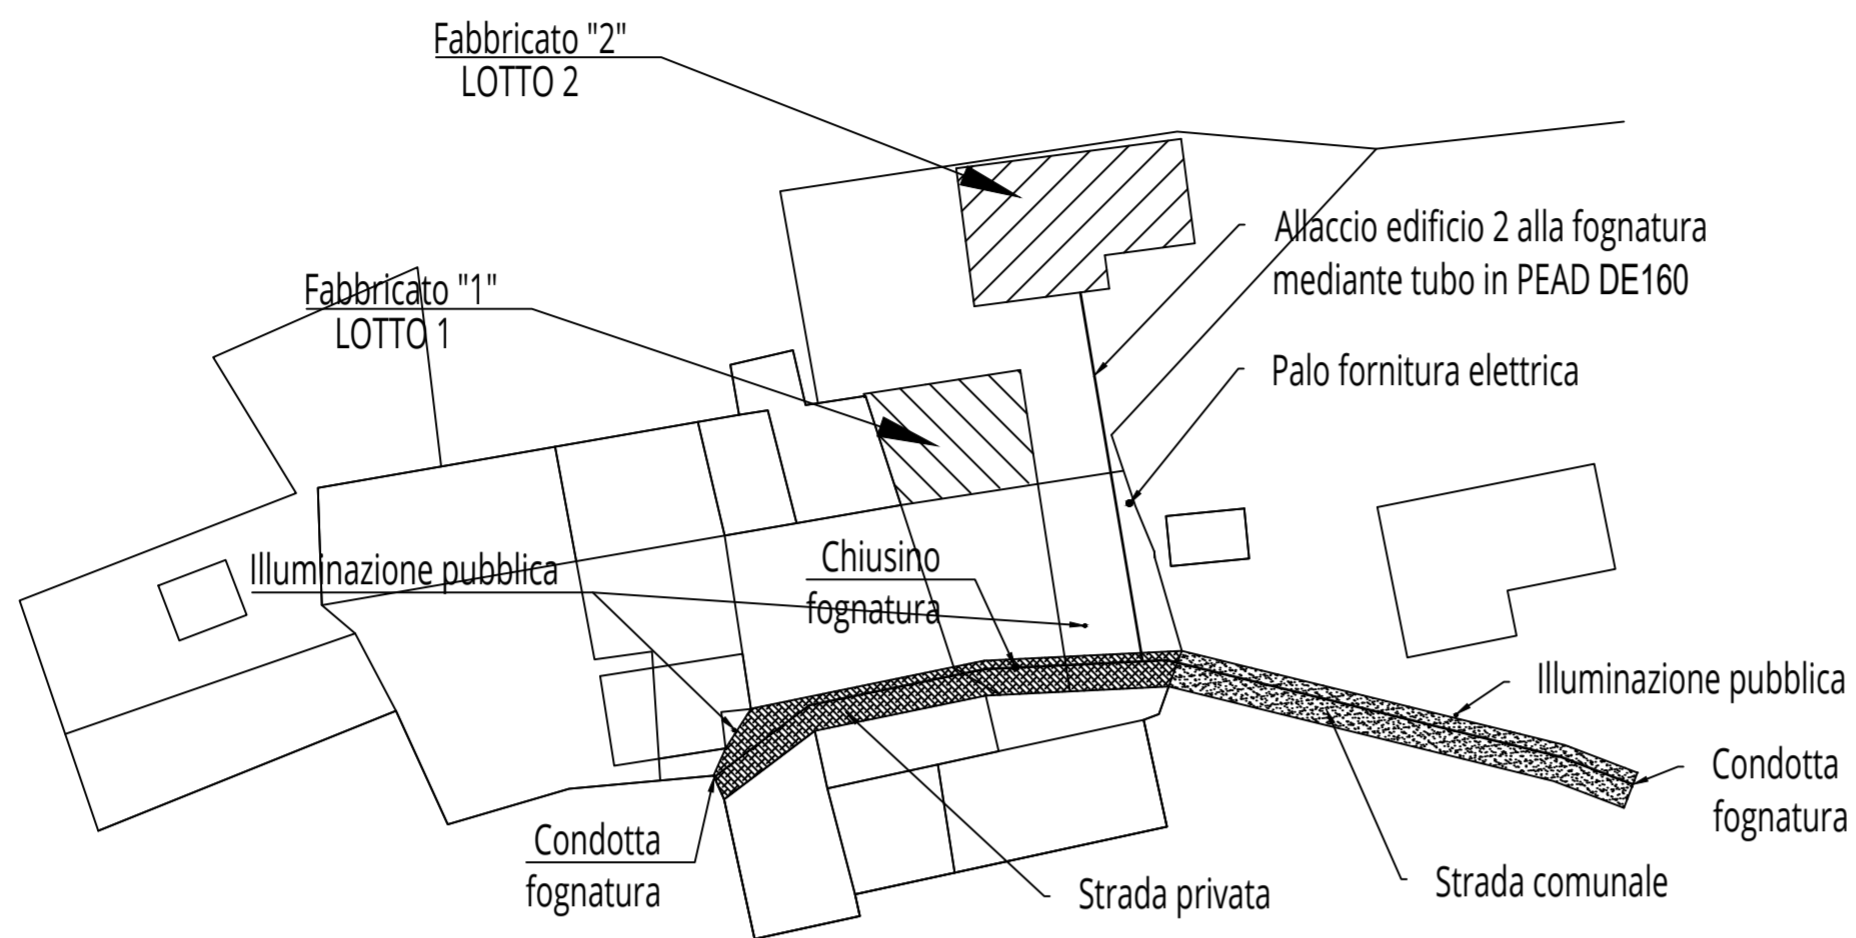 Fabbricato "2"
LOTTO 2
Allaccio edificio 2 alla fognatura
mediante tubo in PEAD DE160
Fabbricato "1"
LOTTO 1
Palo fornitura elettrica
Illuminazione pubblica
Chiusino
fognatura
Illuminazione pubblica
Condotta
fognatura
Condotta
fognatura
Strada privata
Strada comunale